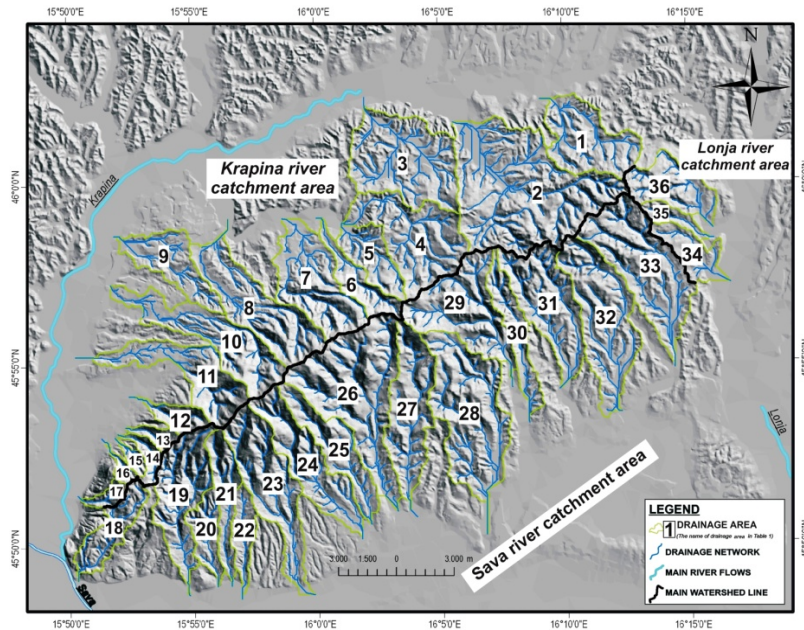 15°50'0"E 15°55'0"E 16°0'0"E 16°5'0"E 16°10'0"E 16°15'0"E
N
Lonja river
catchment area
Krapina river
catchment area
Krapina
46°0'0"N
1
2
3
36
35
34
33
4
5
6
7
9
8
29
31
32
30
10
45°55'0"N
11
26
27
28
12
13
14
15
16
17
25
24
23
19
21
18
20
22
Lonja
Sava river catchment area
45°50'0"N
3.000 1.500 0 3.000 m
Sava
LEGEND
1 DRAINAGE AREA
(The name of drainage area in Table 1)
DRAINAGE NETWORK
MAIN RIVER FLOWS
MAIN WATERSHED LINE
15°50'0"E 15°55'0"E 16°0'0"E 16°5'0"E 16°10'0"E 16°15'0"E